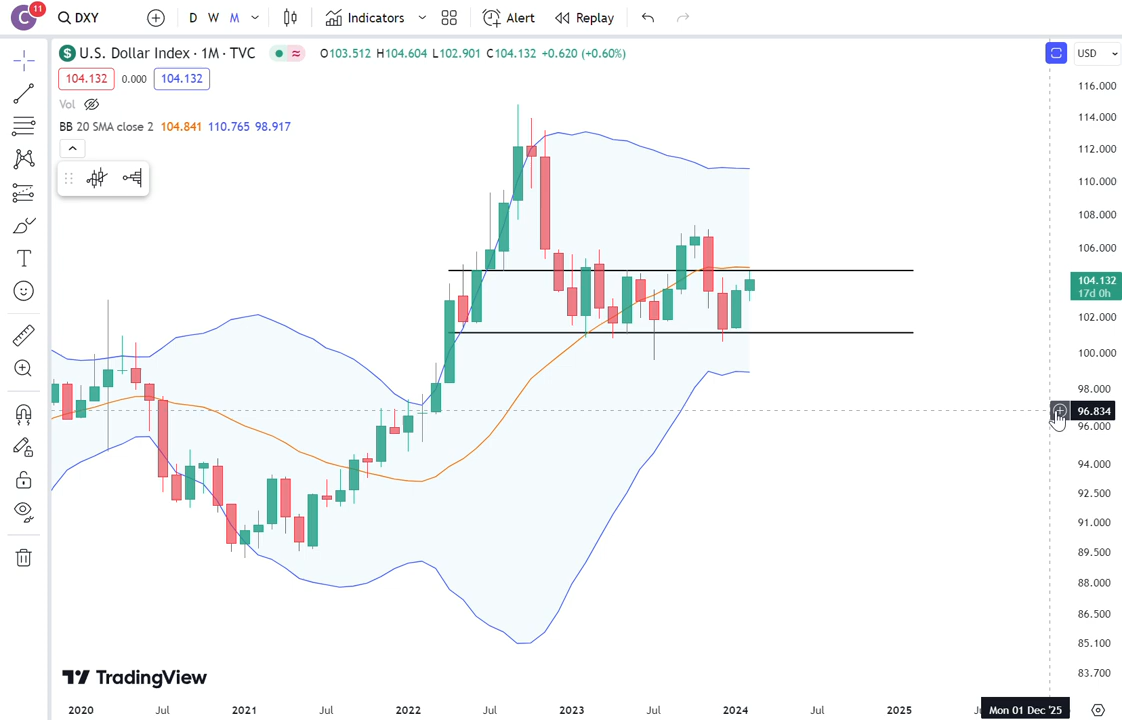 C 11 DXY D W M Indicators Alert Replay
$ U.S. Dollar Index · 1M · TVC ≈ O103.512 H104.604 L102.901 C104.132 +0.620 (+0.60%) USD
104.132 0.000 104.132
Vol
BB 20 SMA close 2 104.841 110.765 98.917
116.000
114.000
112.000
110.000
108.000
106.000
104.132
17d 0h
102.000
100.000
98.000
96.834
96.000
94.000
92.500
91.000
89.500
88.000
86.500
85.100
83.700
TradingView
2020 Jul 2021 Jul 2022 Jul 2023 Jul 2024 Jul 2025 Mon 01 Dec '25